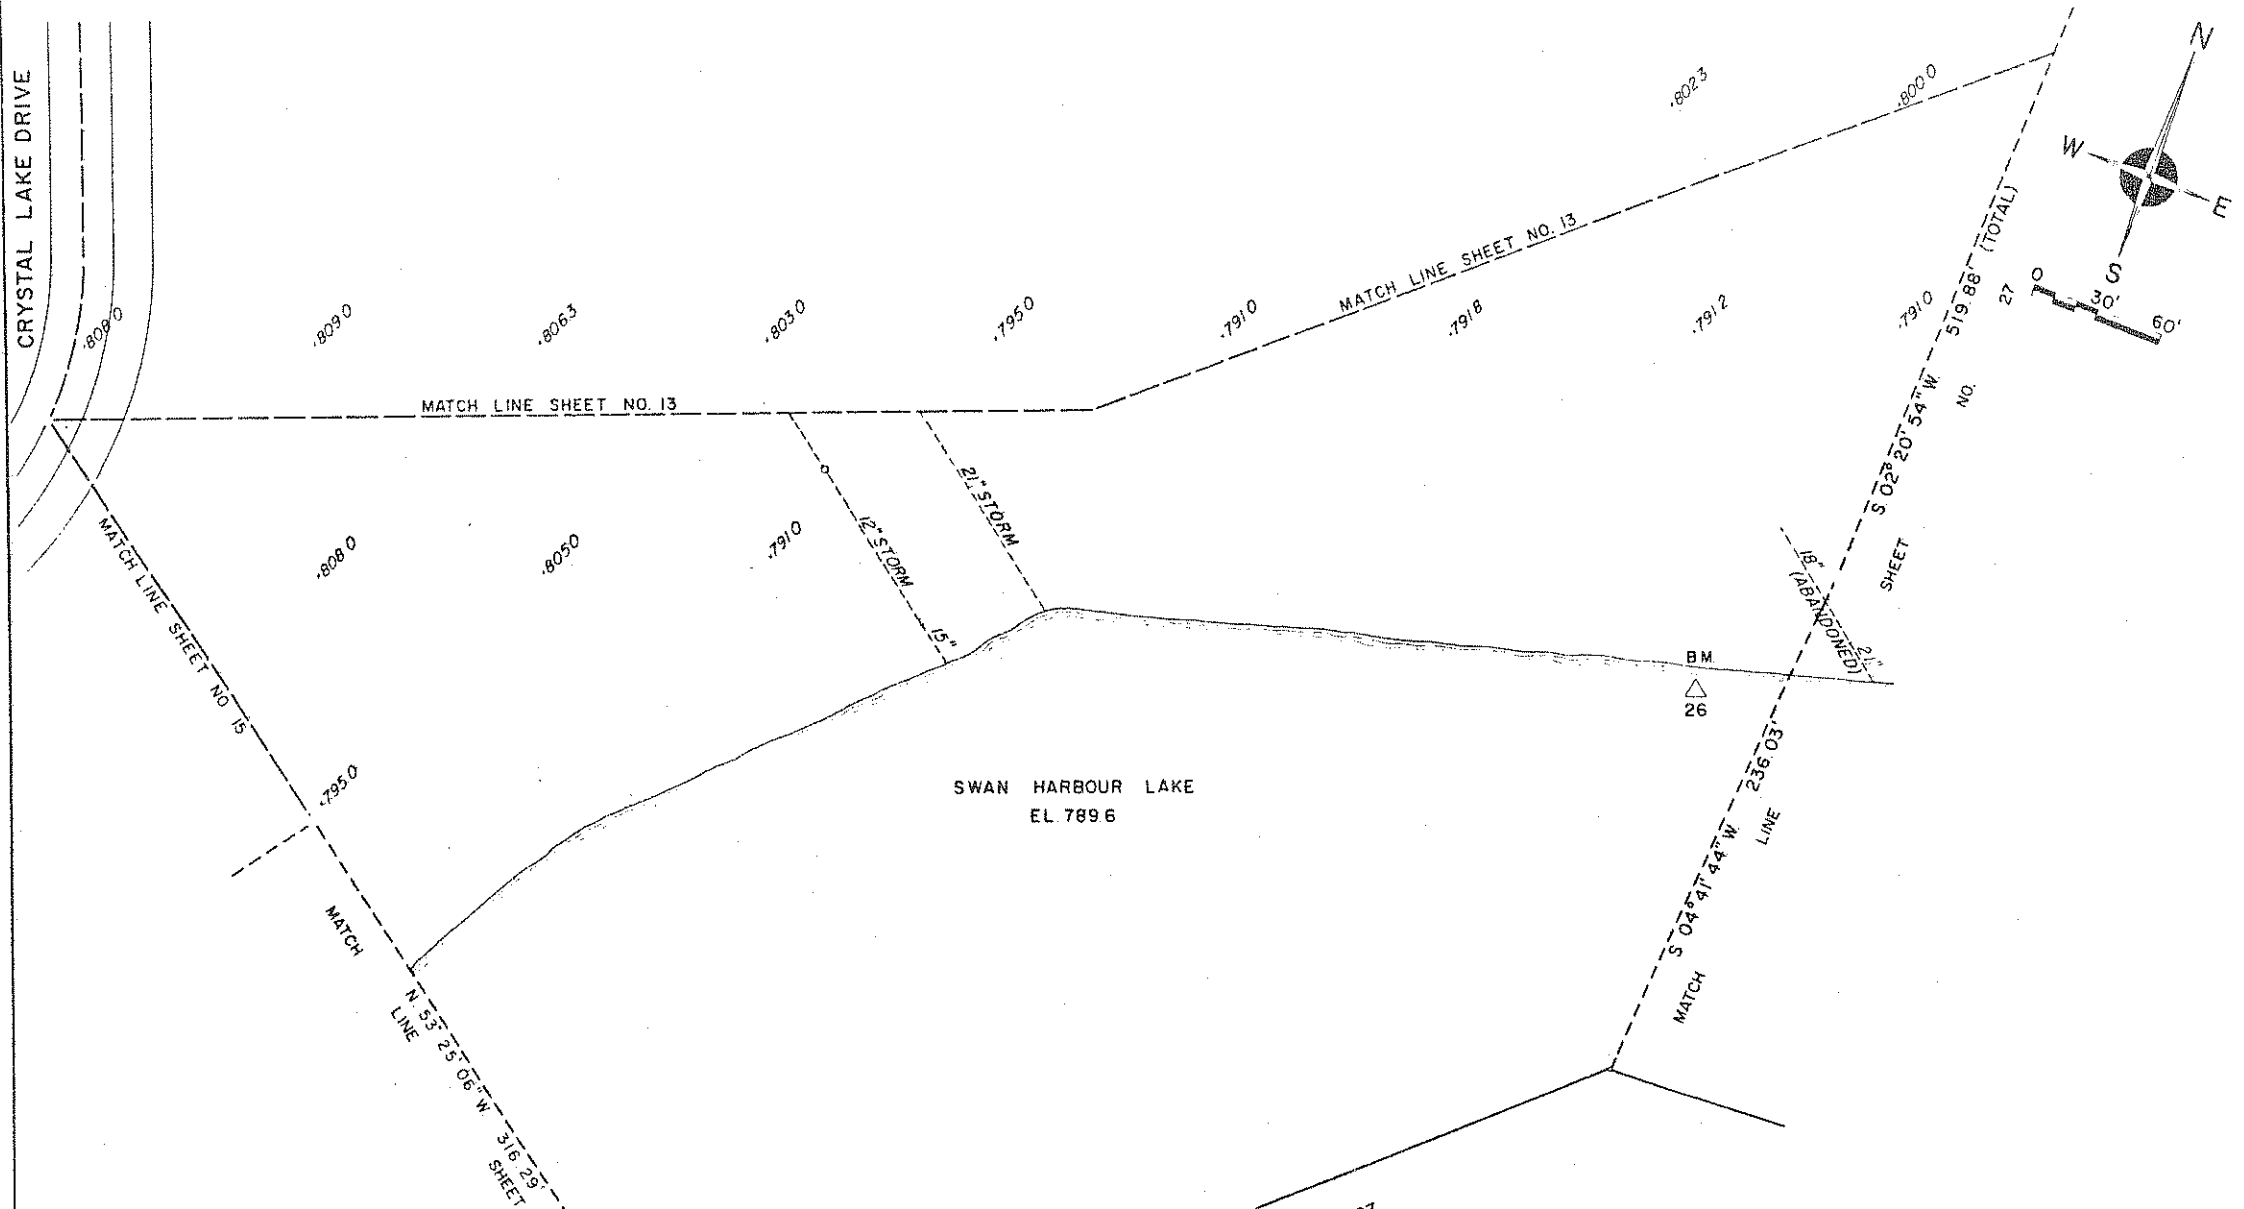 CRYSTAL LAKE DRIVE
N
W
E
S
0
30'
60'
.8023
.8000
.8080
.8090
.8063
.8030
.7950
.7910
.7918
.7912
.7910
MATCH LINE SHEET NO. 13
MATCH LINE SHEET NO. 13
S 02° 20' 54" W 519.88' (TOTAL)
SHEET NO. 27
.8080
.8050
.7910
12" STORM
15"
21" STORM
18"
(ABANDONED)
21"
MATCH LINE SHEET NO 15
.7950
B M
26
SWAN HARBOUR LAKE
EL. 789.6
S 04° 41' 44" W 236.03'
MATCH LINE
MATCH LINE SHEET
N. 53° 25' 06" W. 316.29'